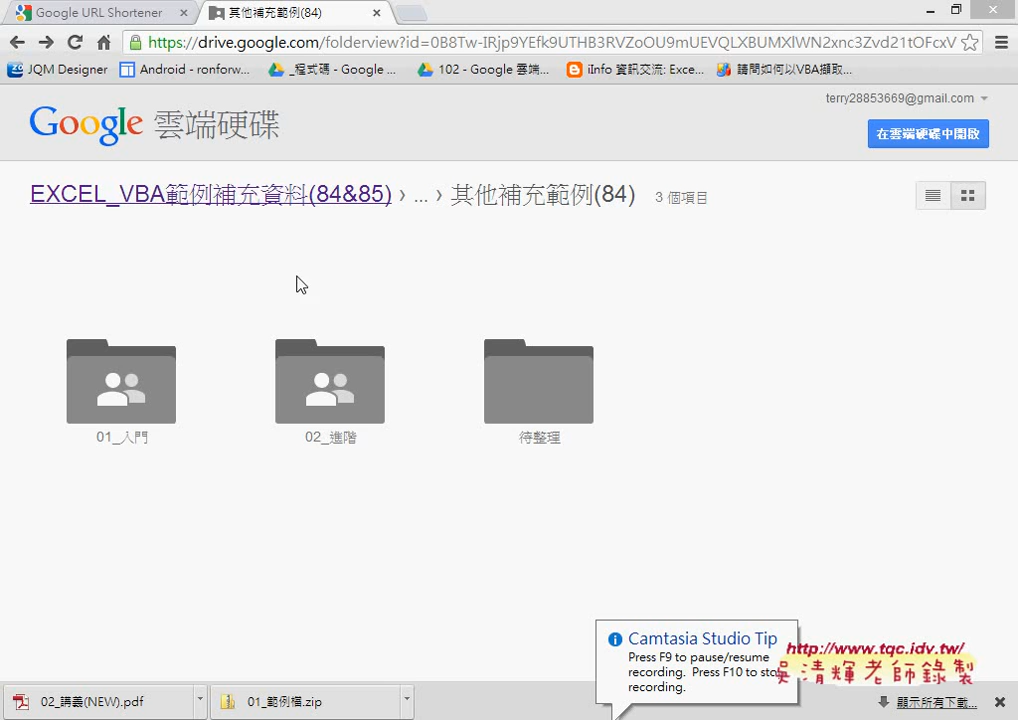 Google URL Shortener
其他補充範例(84)
https://drive.google.com/folderview?id=0B8Tw-IRjp9YEfk9UTHB3RVZoOU9mUEVQLXBUMXlWN2xnc3Zvd21tOFcxV
JQM Designer
Android - ronforw...
_程式碼 - Google ...
102 - Google 雲端...
iInfo 資訊交流: Exce...
請問如何以VBA擷取...
terry28853669@gmail.com
Google 雲端硬碟
在雲端硬碟中開啟
EXCEL_VBA範例補充資料(84&85) › ... › 其他補充範例(84) 3 個項目
01_入門
02_進階
待整理
Camtasia Studio Tip
Press F9 to pause/resume
recording. Press F10 to stop
recording.
http://www.tqc.idv.tw/
吳清輝老師錄製
02_講義(NEW).pdf
01_範例檔.zip
顯示所有下載...